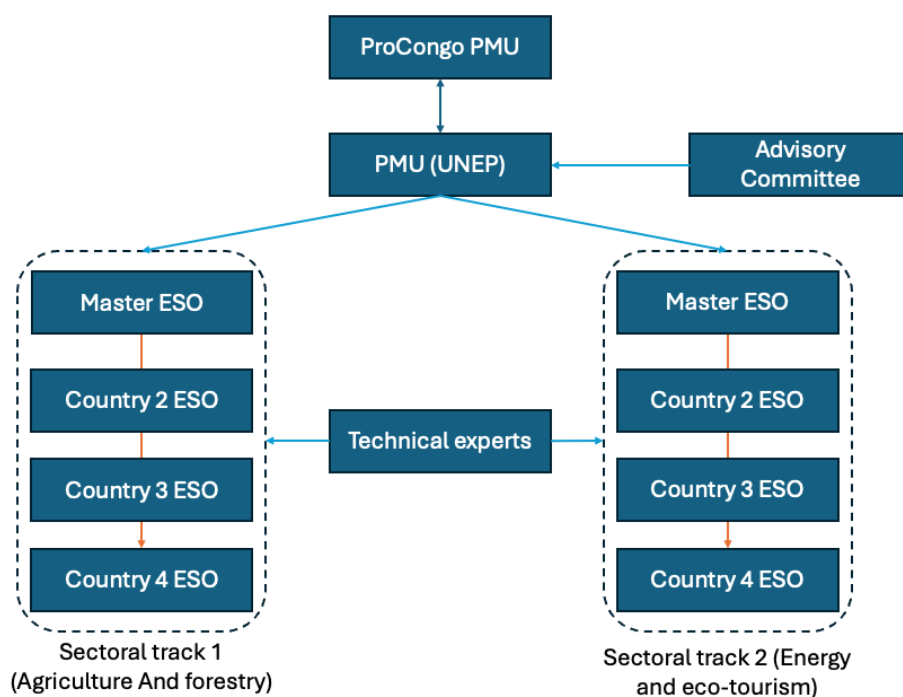 ProCongo PMU
PMU (UNEP)
Advisory
Committee
Master ESO
Country 2 ESO
Country 3 ESO
Country 4 ESO
Sectoral track 1
(Agriculture And forestry)
Technical experts
Master ESO
Country 2 ESO
Country 3 ESO
Country 4 ESO
Sectoral track 2 (Energy
and eco-tourism)